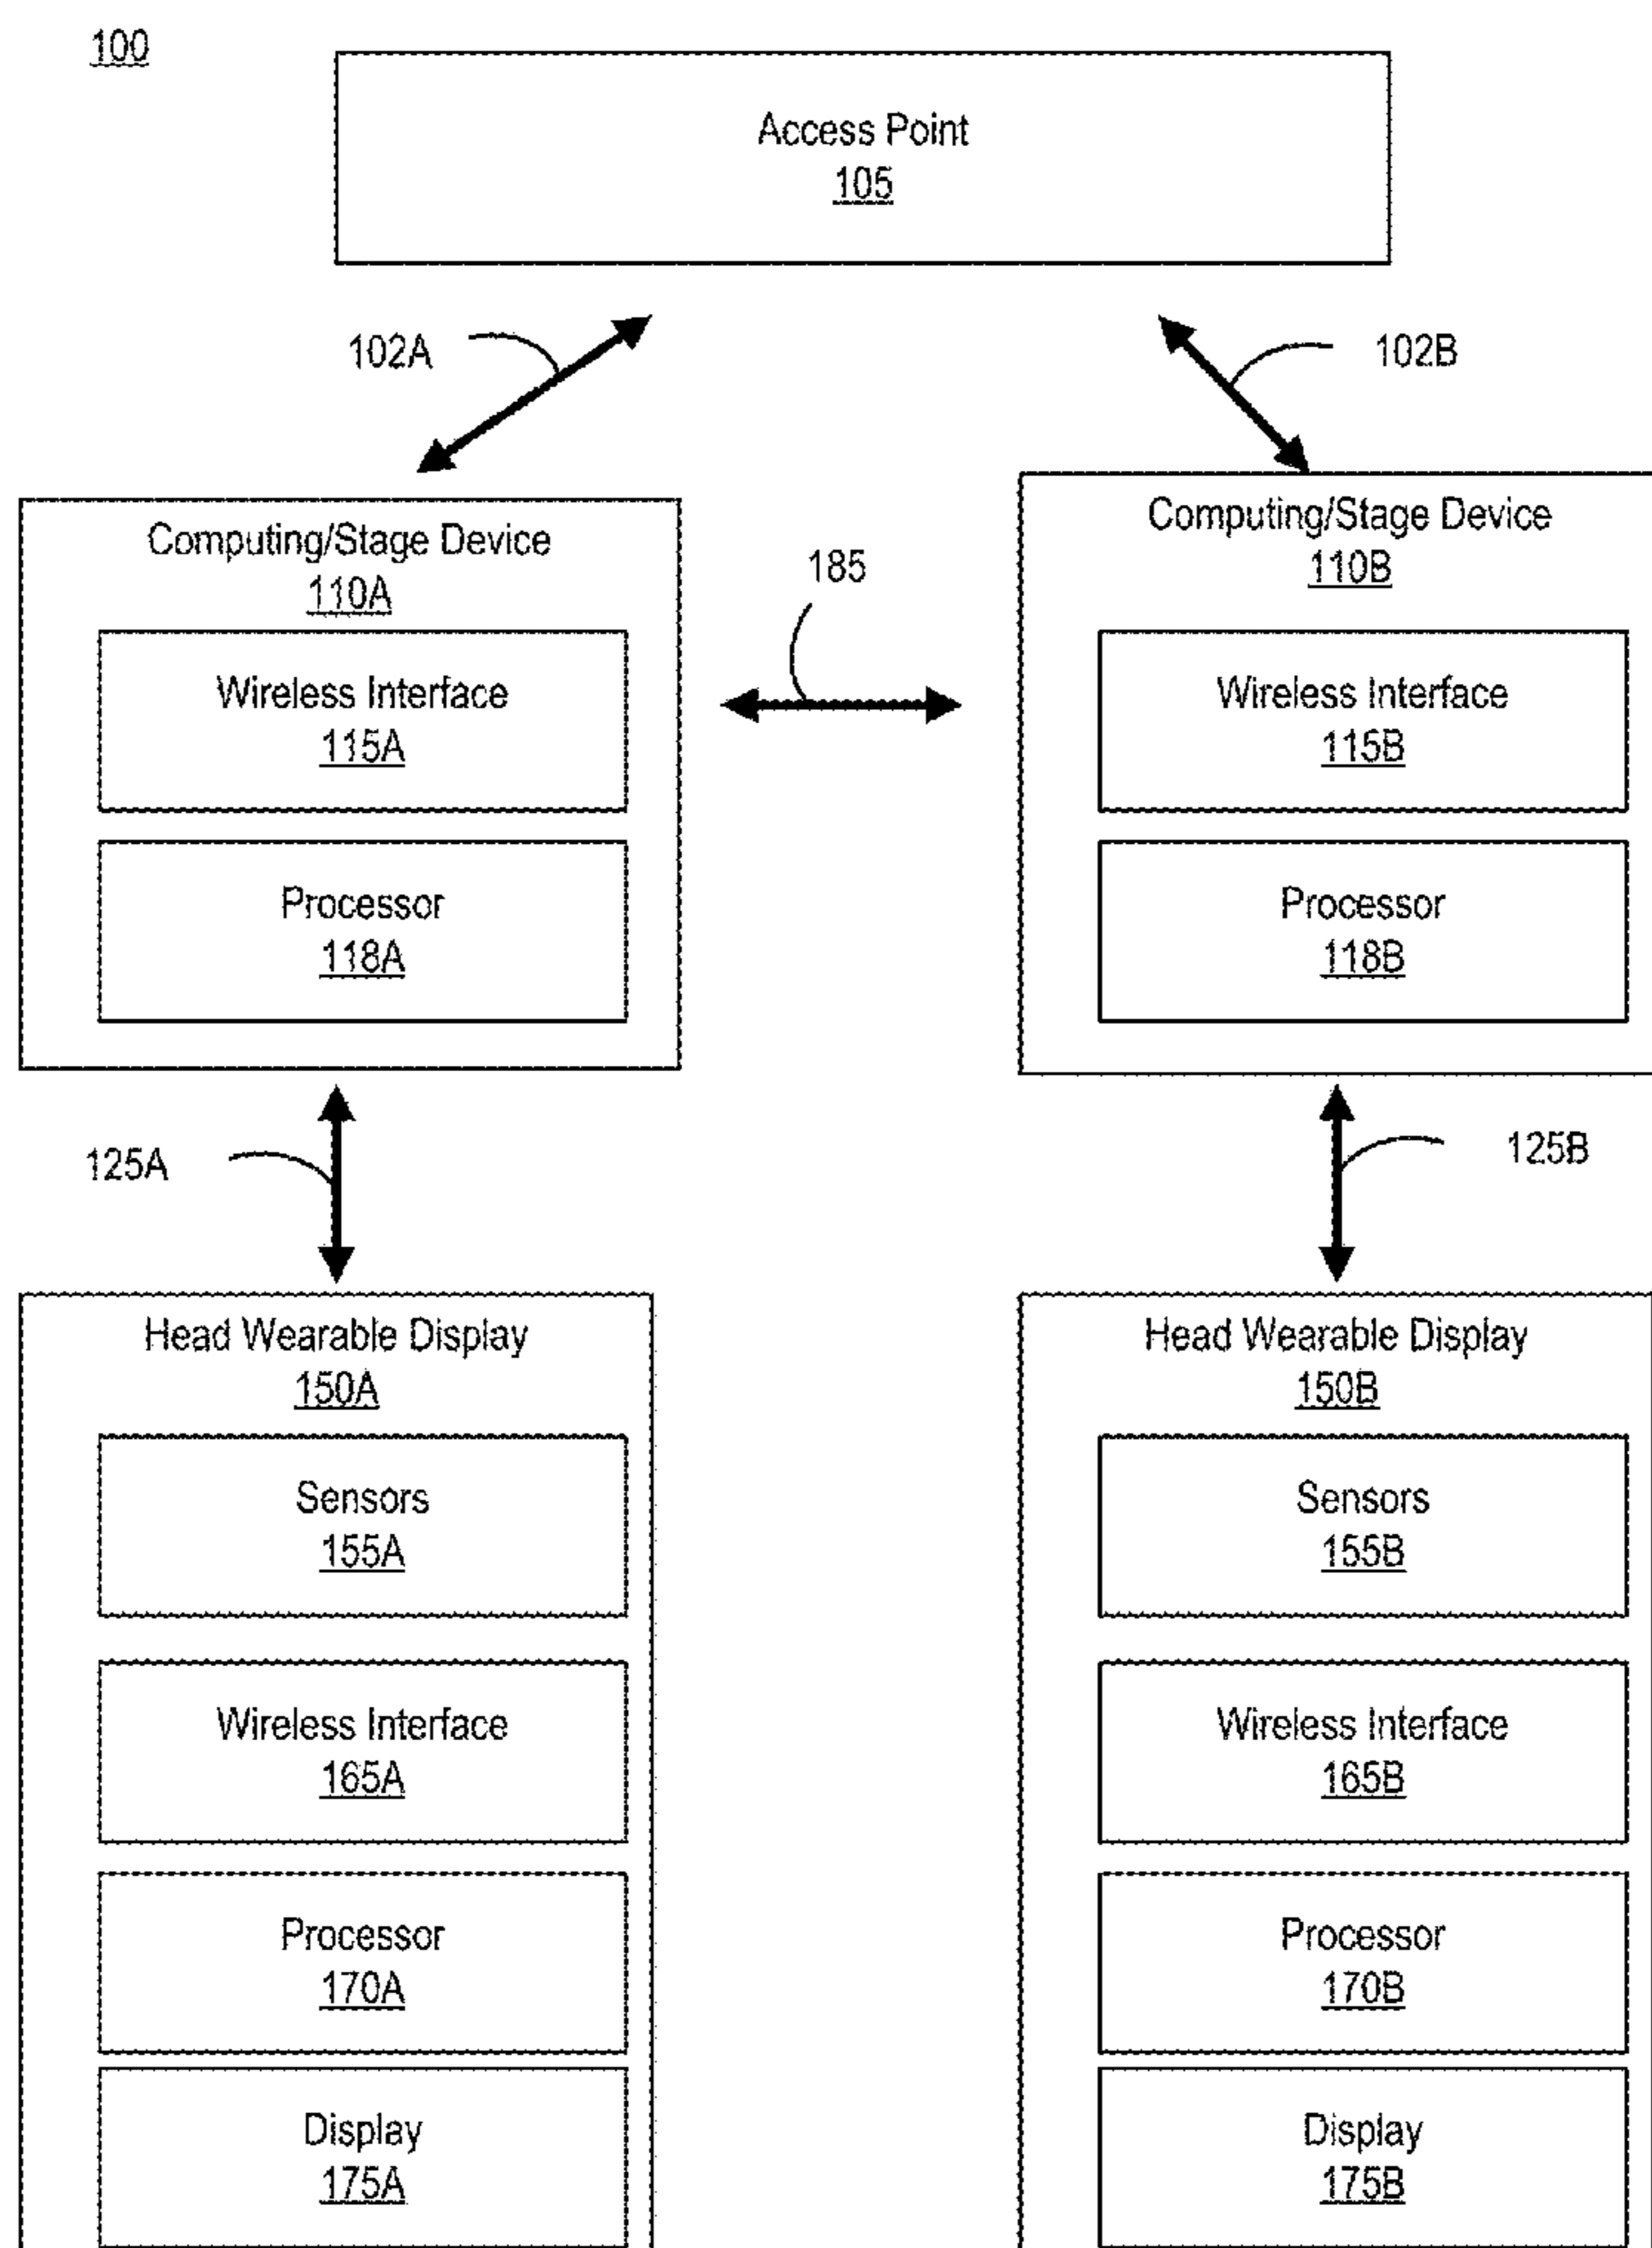 100
Access Point
105
102A
102B
Computing/Stage Device
110A
Wireless Interface
115A
Processor
118A
185
Computing/Stage Device
110B
Wireless Interface
115B
Processor
118B
125A
125B
Head Wearable Display
150A
Sensors
155A
Wireless Interface
165A
Processor
170A
Display
175A
Head Wearable Display
150B
Sensors
155B
Wireless Interface
165B
Processor
170B
Display
175B